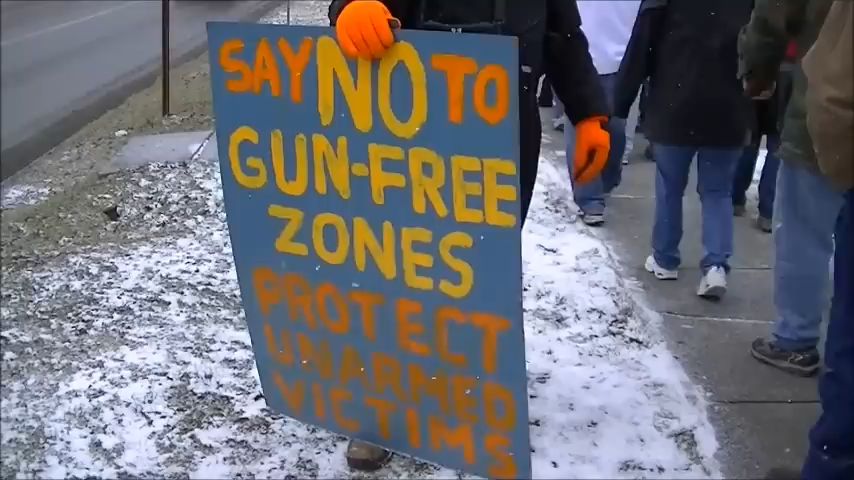 SAY NO TO
GUN-FREE
ZONES
PROTECT
UNARMED
VICTIMS